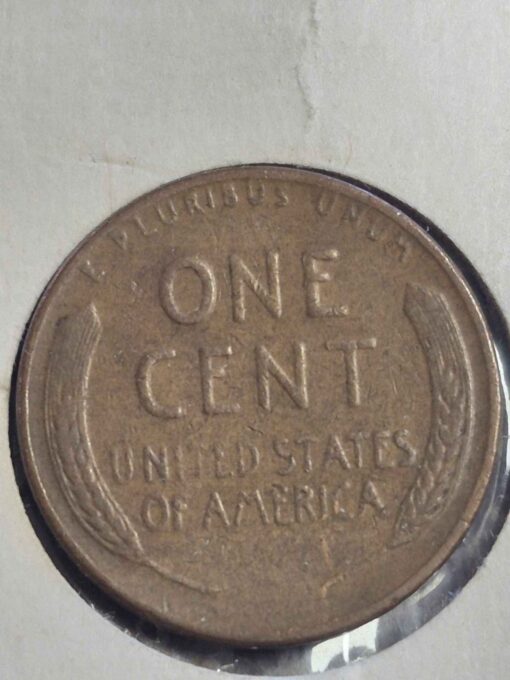 E PLURIBUS UNUM
ONE
CENT
UNITED STATES
OF AMERICA